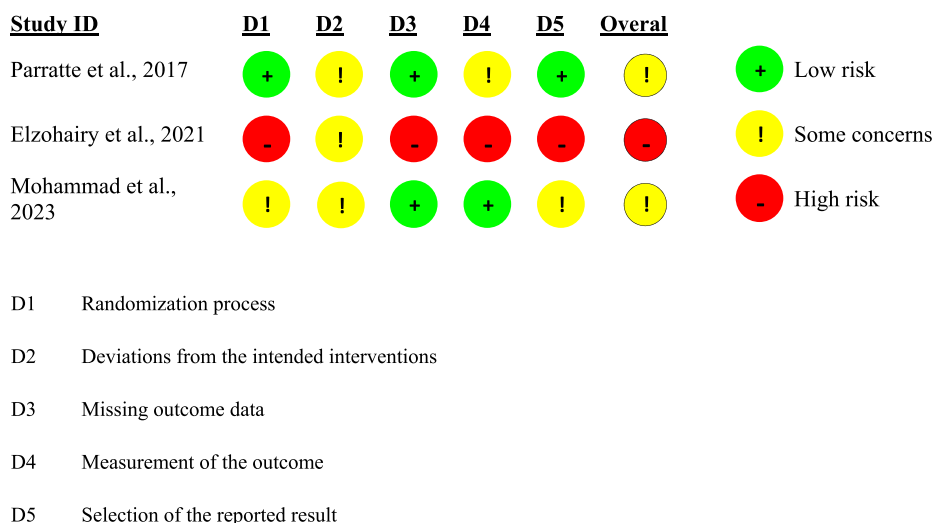 Study ID D1 D2 D3 D4 D5 Overal
Parratte et al., 2017 + ! + ! + ! + Low risk
Elzohairy et al., 2021 - ! - - - - ! Some concerns
Mohammad et al.,
2023 ! ! + + ! ! - High risk
D1 Randomization process
D2 Deviations from the intended interventions
D3 Missing outcome data
D4 Measurement of the outcome
D5 Selection of the reported result